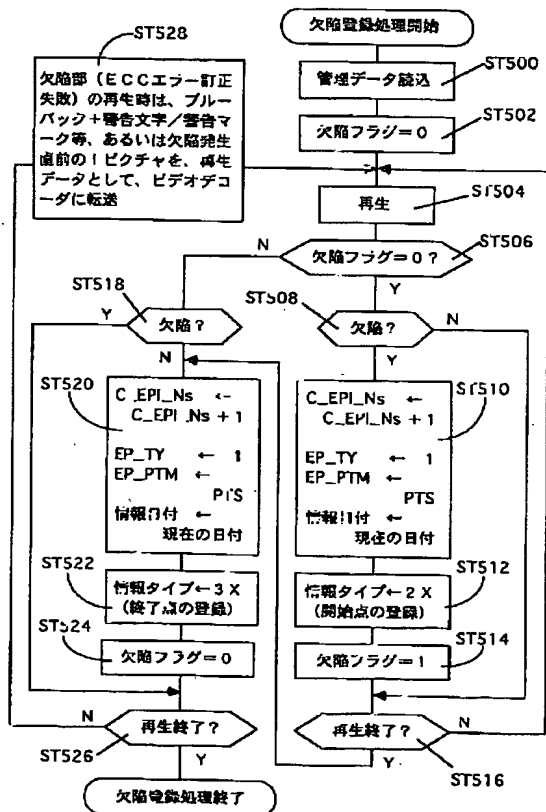 ST528
欠陥登録処理開始
欠陥部(ECCエラー訂正
失敗)の再生時は、ブルー
バック+警告文字/警告マ
ーク等、あるいは欠陥発生
直前のIピクチャを、再生
データとして、ビデオデコ
ーダに転送
管理データ読込
ST500
欠陥フラグ=0
ST502
再生
ST504
欠陥フラグ=0?
ST506
N
Y
ST518
欠陥?
Y
N
ST508
欠陥?
N
Y
ST520
C_EPI_Ns ←
C_EPI_Ns + 1
EP_TY ← 1
EP_PTM ←
PTS
情報日付 ←
現在の日付
ST510
C_EPI_Ns ←
C_EPI_Ns + 1
EP_TY ← 1
EP_PTM ←
PTS
情報日付 ←
現在の日付
ST522
情報タイプ←3X
(終了点の登録)
ST512
情報タイプ←2X
(開始点の登録)
ST524
欠陥フラグ=0
ST514
欠陥フラグ=1
N
再生終了?
ST526
Y
再生終了?
N
ST516
Y
欠陥登録処理終了